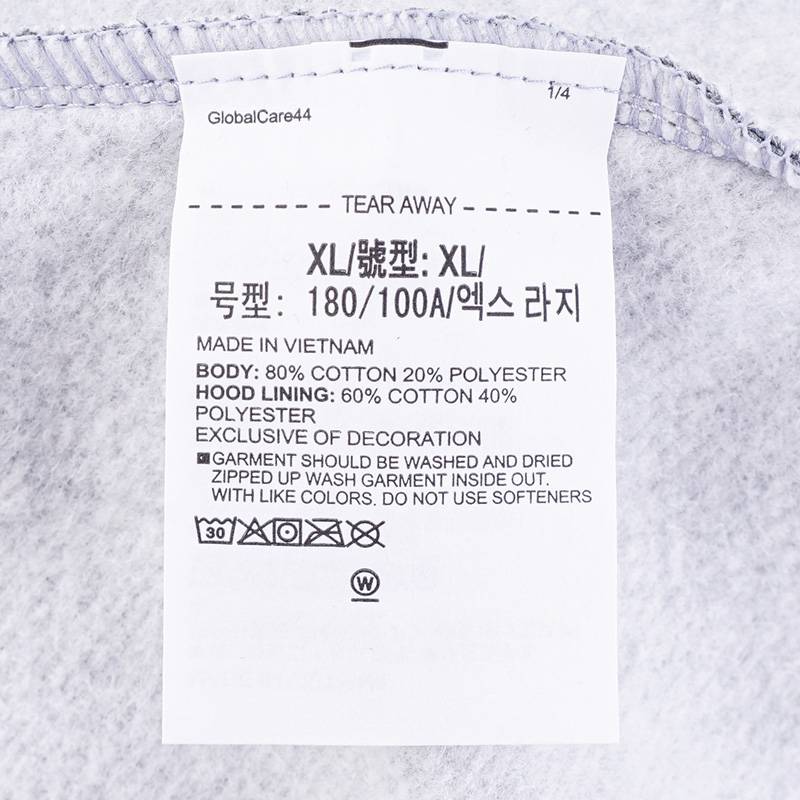 1/4
GlobalCare44
TEAR AWAY
XL/號型: XL/
号型: 180/100A/엑스 라지
MADE IN VIETNAM
BODY: 80% COTTON 20% POLYESTER
HOOD LINING: 60% COTTON 40%
POLYESTER
EXCLUSIVE OF DECORATION
GARMENT SHOULD BE WASHED AND DRIED
ZIPPED UP WASH GARMENT INSIDE OUT.
WITH LIKE COLORS. DO NOT USE SOFTENERS
30
W